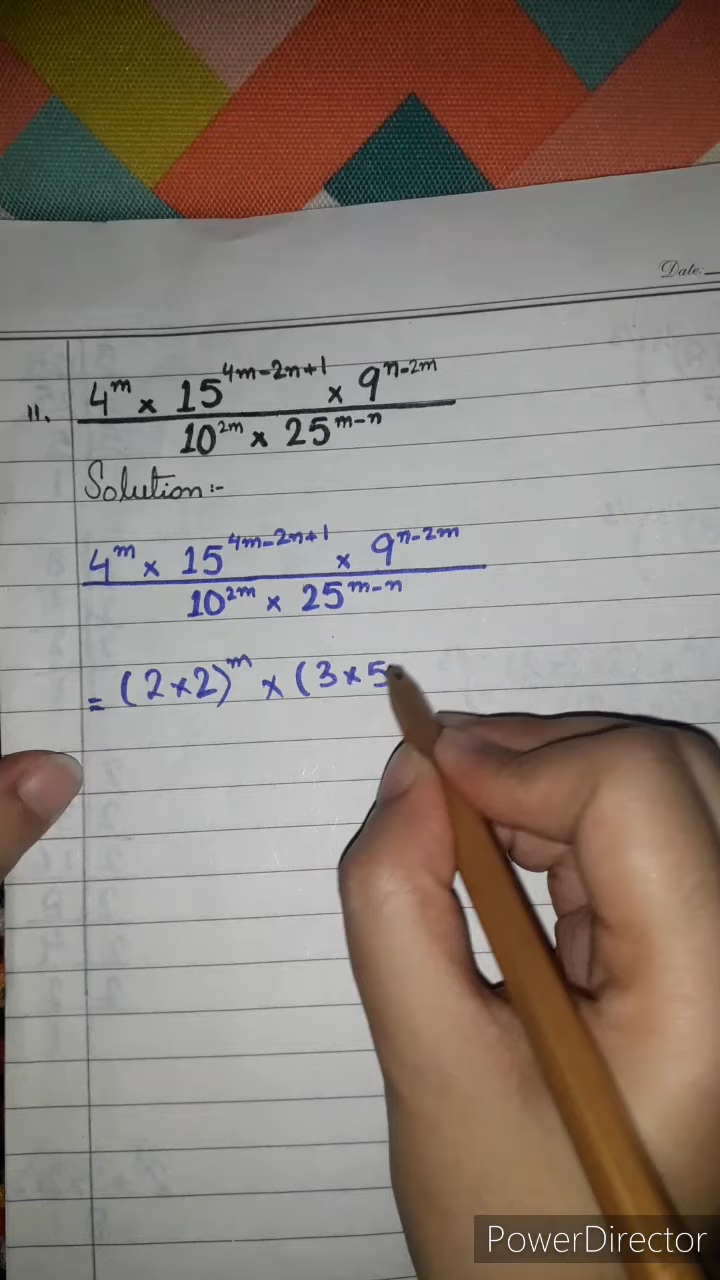 Date:
11. 4^m × 15^(4m-2n+1) × 9^(n-2m)
10^(2m) × 25^(m-n)
Solution:-
4^m × 15^(4m-2n+1) × 9^(n-2m)
10^(2m) × 25^(m-n)
= (2×2)^m × (3×5
PowerDirector